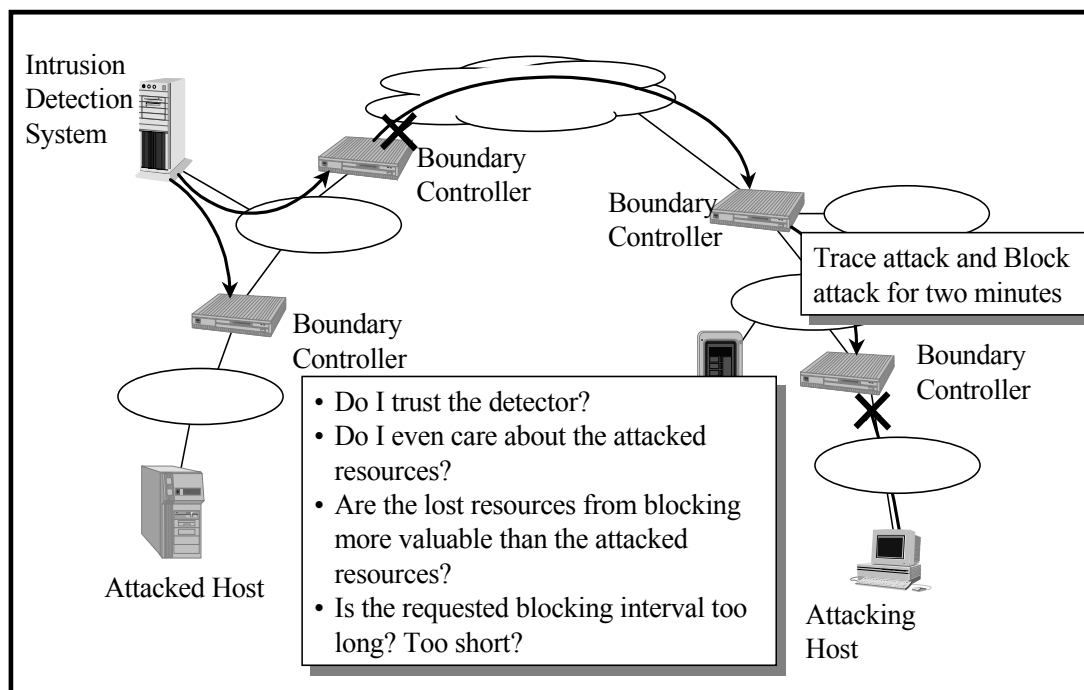 Intrusion
Detection
System
Boundary
Controller
Boundary
Controller
Trace attack and Block
attack for two minutes
Boundary
Controller
Boundary
Controller
• Do I trust the detector?
• Do I even care about the attacked
resources?
• Are the lost resources from blocking
more valuable than the attacked
resources?
• Is the requested blocking interval too
long? Too short?
Attacked Host
Attacking
Host